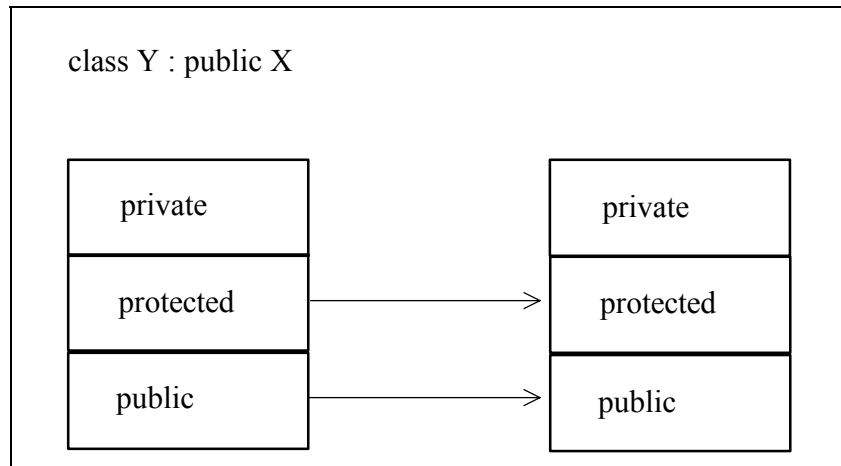 class Y : public X
private
private
protected
protected
public
public